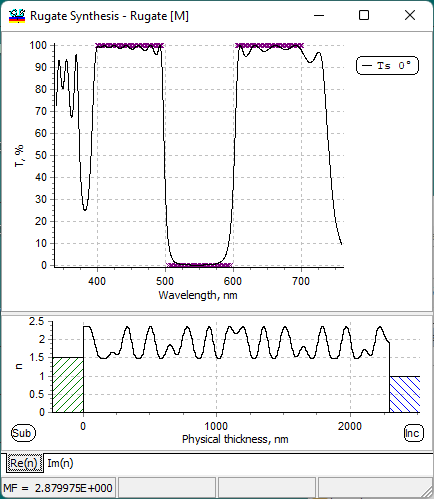 Rugate Synthesis - Rugate [M]
100
90
80
70
60
50
40
30
20
10
0
T, %
Ts 0°
400 500 600 700
Wavelength, nm
2.5
2
1.5
1
0.5
0
n
0 1000 2000
Physical thickness, nm
Sub
Inc
Re(n) Im(n)
MF = 2.879975E+000